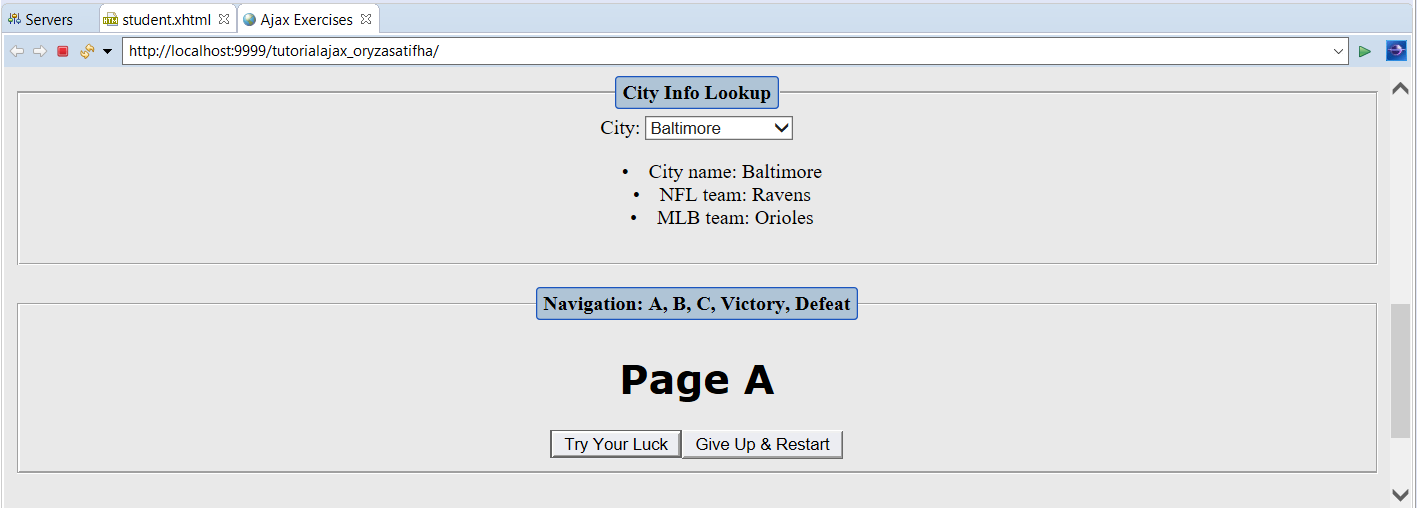 Servers student.xhtml Ajax Exercises
http://localhost:9999/tutorialajax_oryzasatifha/
City Info Lookup
City: Baltimore
• City name: Baltimore
• NFL team: Ravens
• MLB team: Orioles
Navigation: A, B, C, Victory, Defeat
Page A
Try Your Luck Give Up & Restart